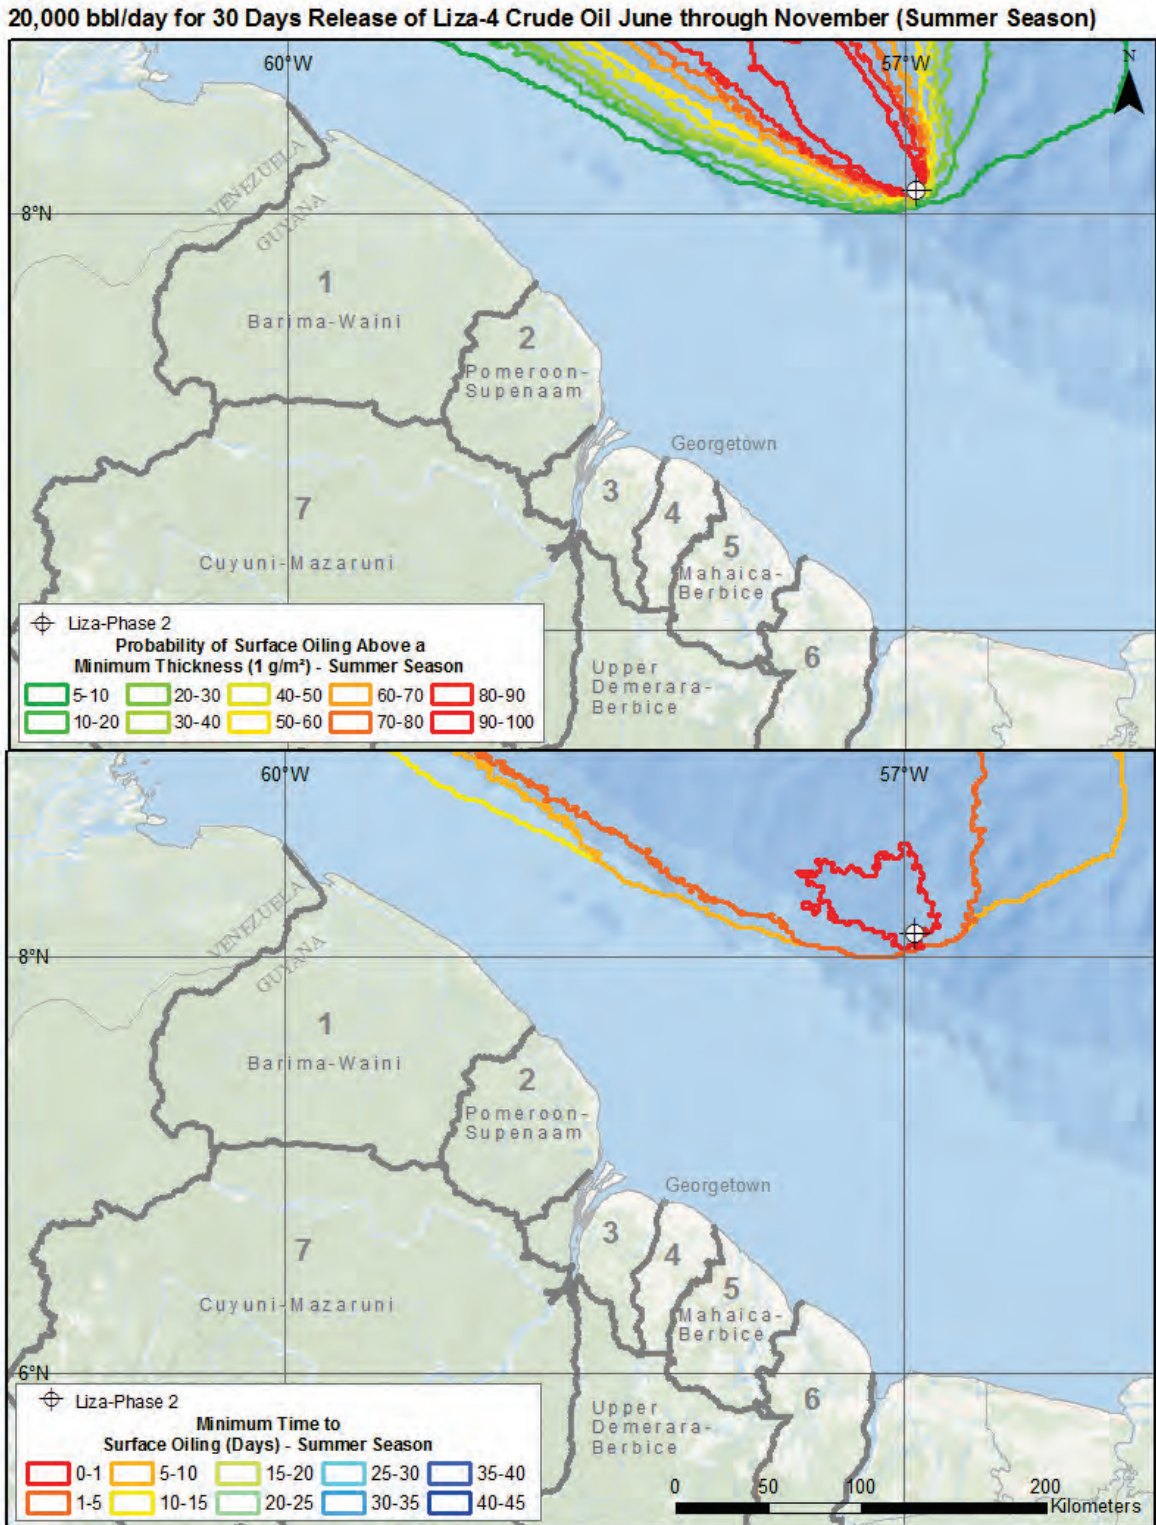 20,000 bbl/day for 30 Days Release of Liza-4 Crude Oil June through November (Summer Season)
60°W
57°W
N
VENEZUELA
8°N
GUYANA
1
Barima-Waini
2
Pomeroon-
Supenaam
Georgetown
3
4
7
5
Cuyuni-Mazaruni
Mahaica-
Berbice
6
Upper
Demerara-
Berbice
Liza-Phase 2
Probability of Surface Oiling Above a
Minimum Thickness (1 g/m²) - Summer Season
5-10 20-30 40-50 60-70 80-90
10-20 30-40 50-60 70-80 90-100
60°W
57°W
VENEZUELA
8°N
GUYANA
1
Barima-Waini
2
Pomeroon-
Supenaam
Georgetown
3
4
7
5
Cuyuni-Mazaruni
Mahaica-
Berbice
6°N
6
Upper
Demerara-
Berbice
Liza-Phase 2
Minimum Time to
Surface Oiling (Days) - Summer Season
0-1 5-10 15-20 25-30 35-40
1-5 10-15 20-25 30-35 40-45
0 50 100 200
Kilometers